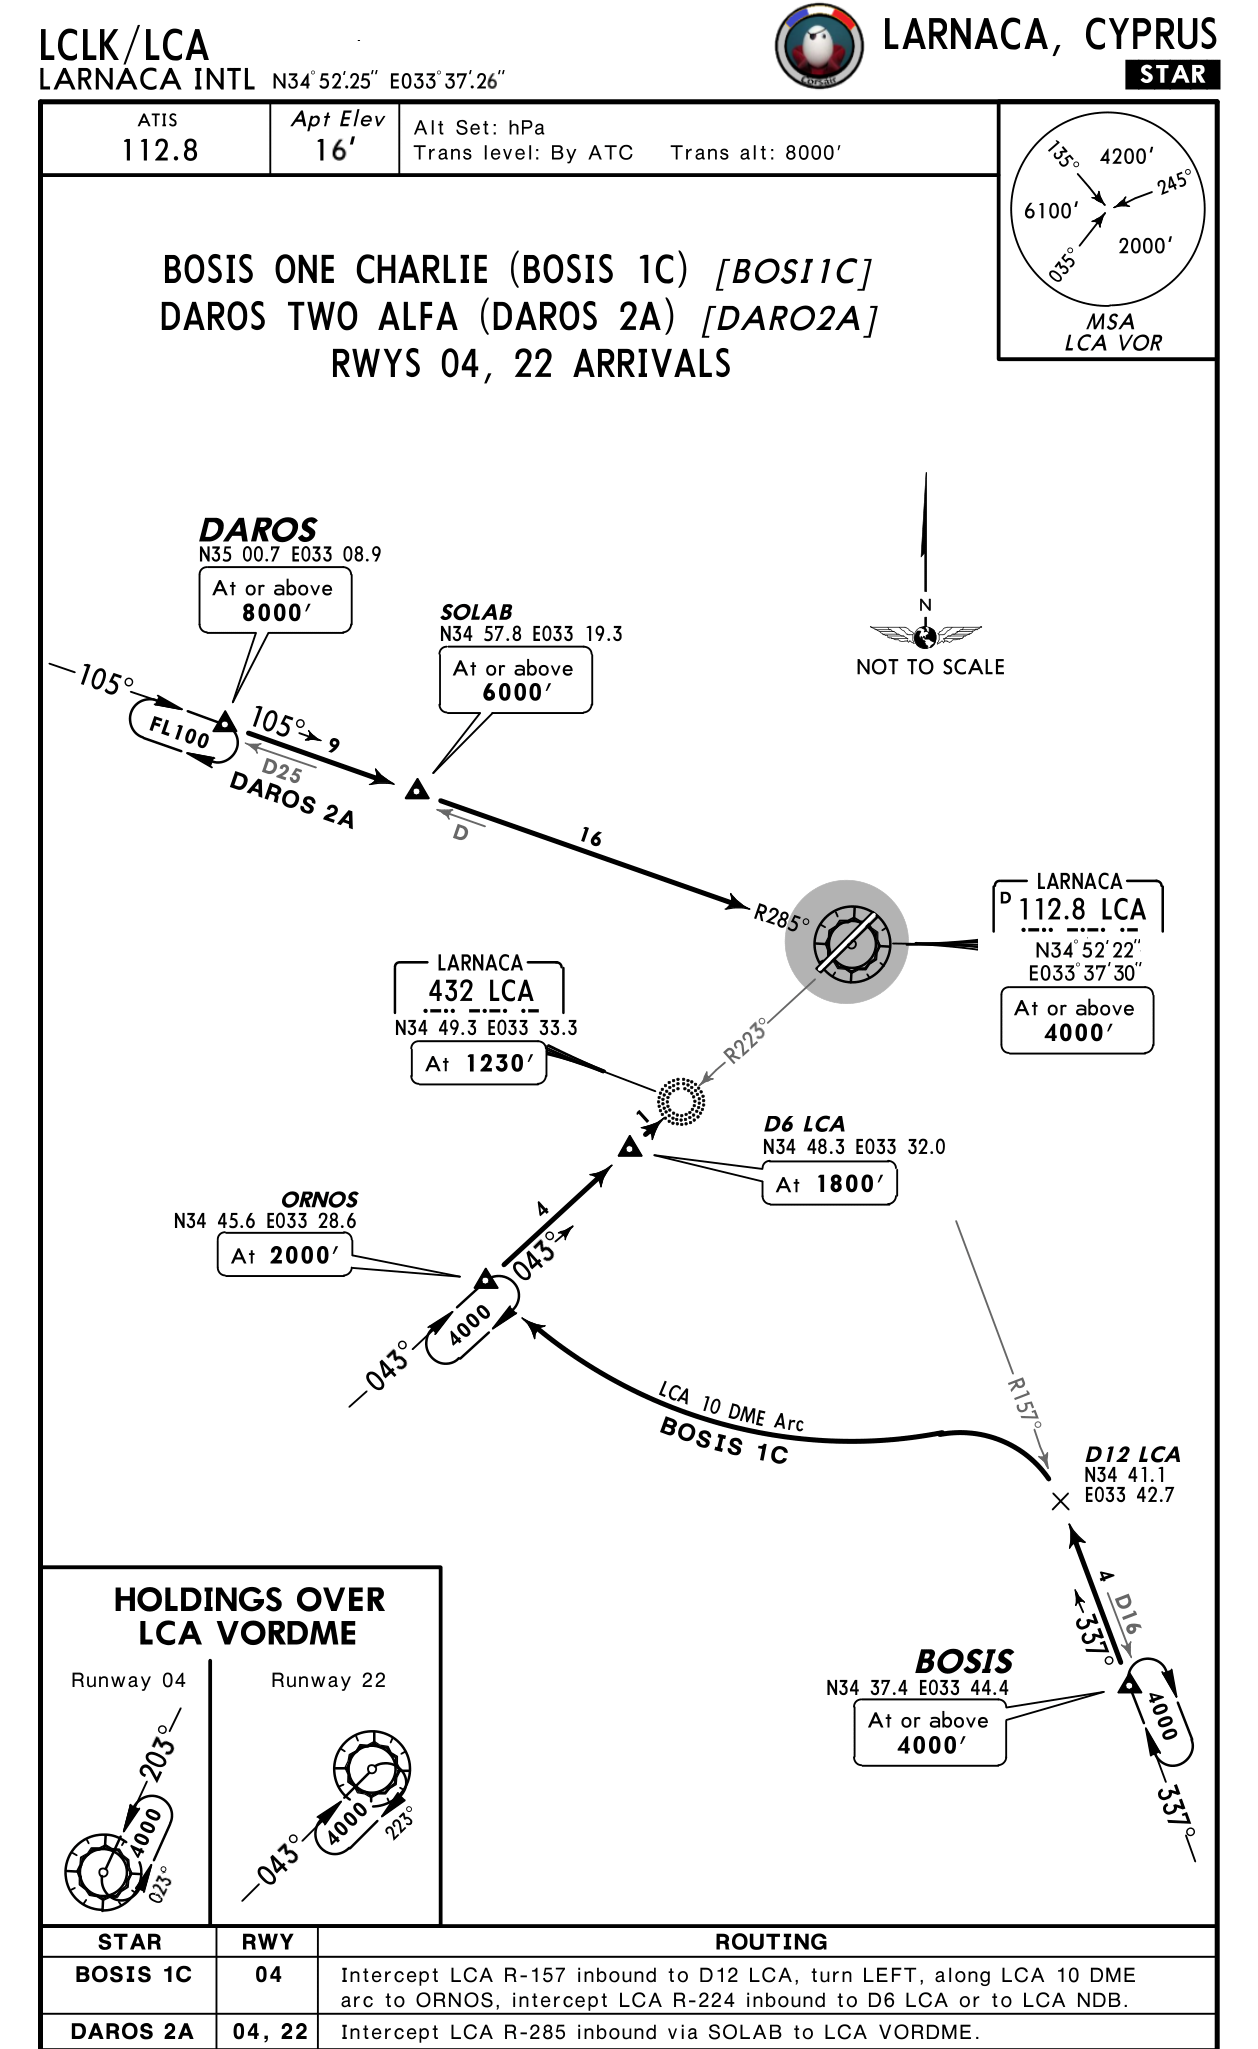 LCLK/LCA
LARNACA INTL N34°52'.25" E033°37'.26"
Corsair
LARNACA, CYPRUS
STAR
ATIS
112.8
Apt Elev
16'
Alt Set: hPa
Trans level: By ATC Trans alt: 8000'
135°
4200'
245°
6100'
2000'
035°
MSA
LCA VOR
BOSIS ONE CHARLIE (BOSIS 1C) [BOSI1C]
DAROS TWO ALFA (DAROS 2A) [DARO2A]
RWYS 04, 22 ARRIVALS
DAROS
N35 00.7 E033 08.9
At or above
8000'
SOLAB
N34 57.8 E033 19.3
At or above
6000'
N
NOT TO SCALE
105°
FL100
105°
9
D25
DAROS 2A
D
16
R285°
LARNACA
D 112.8 LCA
N34°52'22"
E033°37'30"
At or above
4000'
LARNACA
432 LCA
N34 49.3 E033 33.3
At 1230'
R223°
1
D6 LCA
N34 48.3 E033 32.0
At 1800'
ORNOS
N34 45.6 E033 28.6
At 2000'
4
043°
4000
043°
LCA 10 DME Arc
BOSIS 1C
R157°
D12 LCA
N34 41.1
E033 42.7
4
D16
337°
BOSIS
N34 37.4 E033 44.4
At or above
4000'
4000
337°
HOLDINGS OVER
LCA VORDME
Runway 04
203°
4000
023°
Runway 22
4000
223°
043°
STAR RWY ROUTING
BOSIS 1C 04 Intercept LCA R-157 inbound to D12 LCA, turn LEFT, along LCA 10 DME
arc to ORNOS, intercept LCA R-224 inbound to D6 LCA or to LCA NDB.
DAROS 2A 04, 22 Intercept LCA R-285 inbound via SOLAB to LCA VORDME.